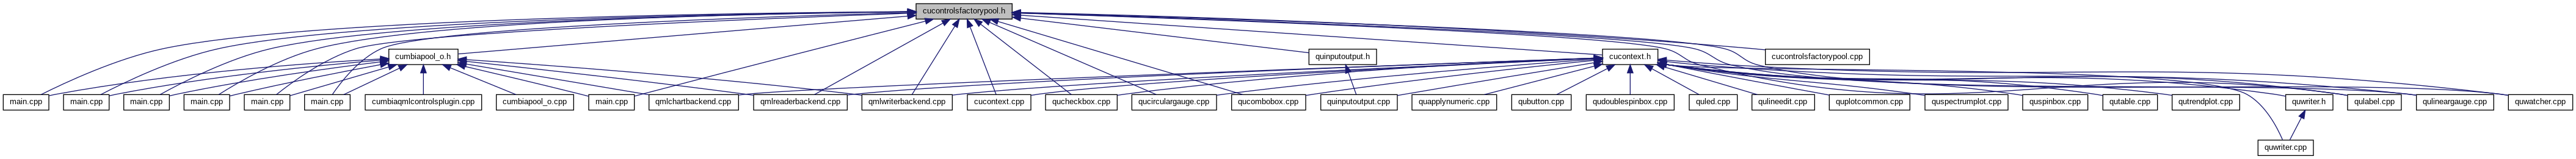 cucontrolsfactorypool.h
cumbiapool_o.h
quinputoutput.h
cucontext.h
cucontrolsfactorypool.cpp
main.cpp
main.cpp
main.cpp
main.cpp
main.cpp
main.cpp
cumbiaqmlcontrolsplugin.cpp
cumbiapool_o.cpp
main.cpp
qmlchartbackend.cpp
qmlreaderbackend.cpp
qmlwriterbackend.cpp
cucontext.cpp
qucheckbox.cpp
qucirculargauge.cpp
qucombobox.cpp
quinputoutput.cpp
quapplynumeric.cpp
qubutton.cpp
qudoublespinbox.cpp
quled.cpp
qulineedit.cpp
quplotcommon.cpp
quspectrumplot.cpp
quspinbox.cpp
qutable.cpp
qutrendplot.cpp
quwriter.h
qulabel.cpp
qulineargauge.cpp
quwatcher.cpp
quwriter.cpp